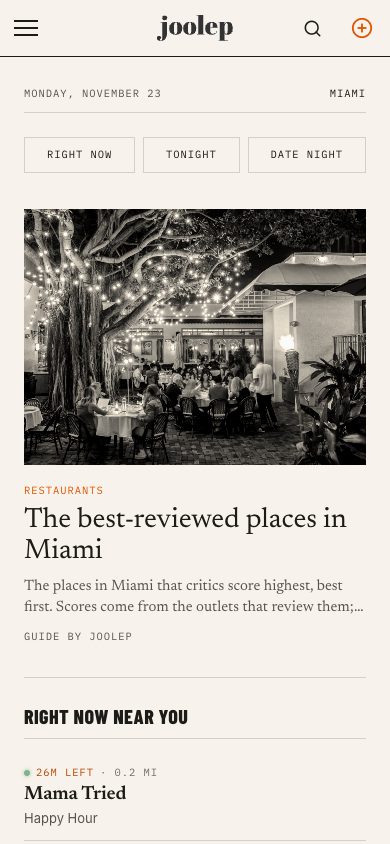 joolep
MONDAY, NOVEMBER 23
MIAMI
RIGHT NOW
TONIGHT
DATE NIGHT
RESTAURANTS
The best-reviewed places in
Miami
The places in Miami that critics score highest, best
first. Scores come from the outlets that review them;...
GUIDE BY JOOLEP
RIGHT NOW NEAR YOU
26M LEFT · 0.2 MI
Mama Tried
Happy Hour